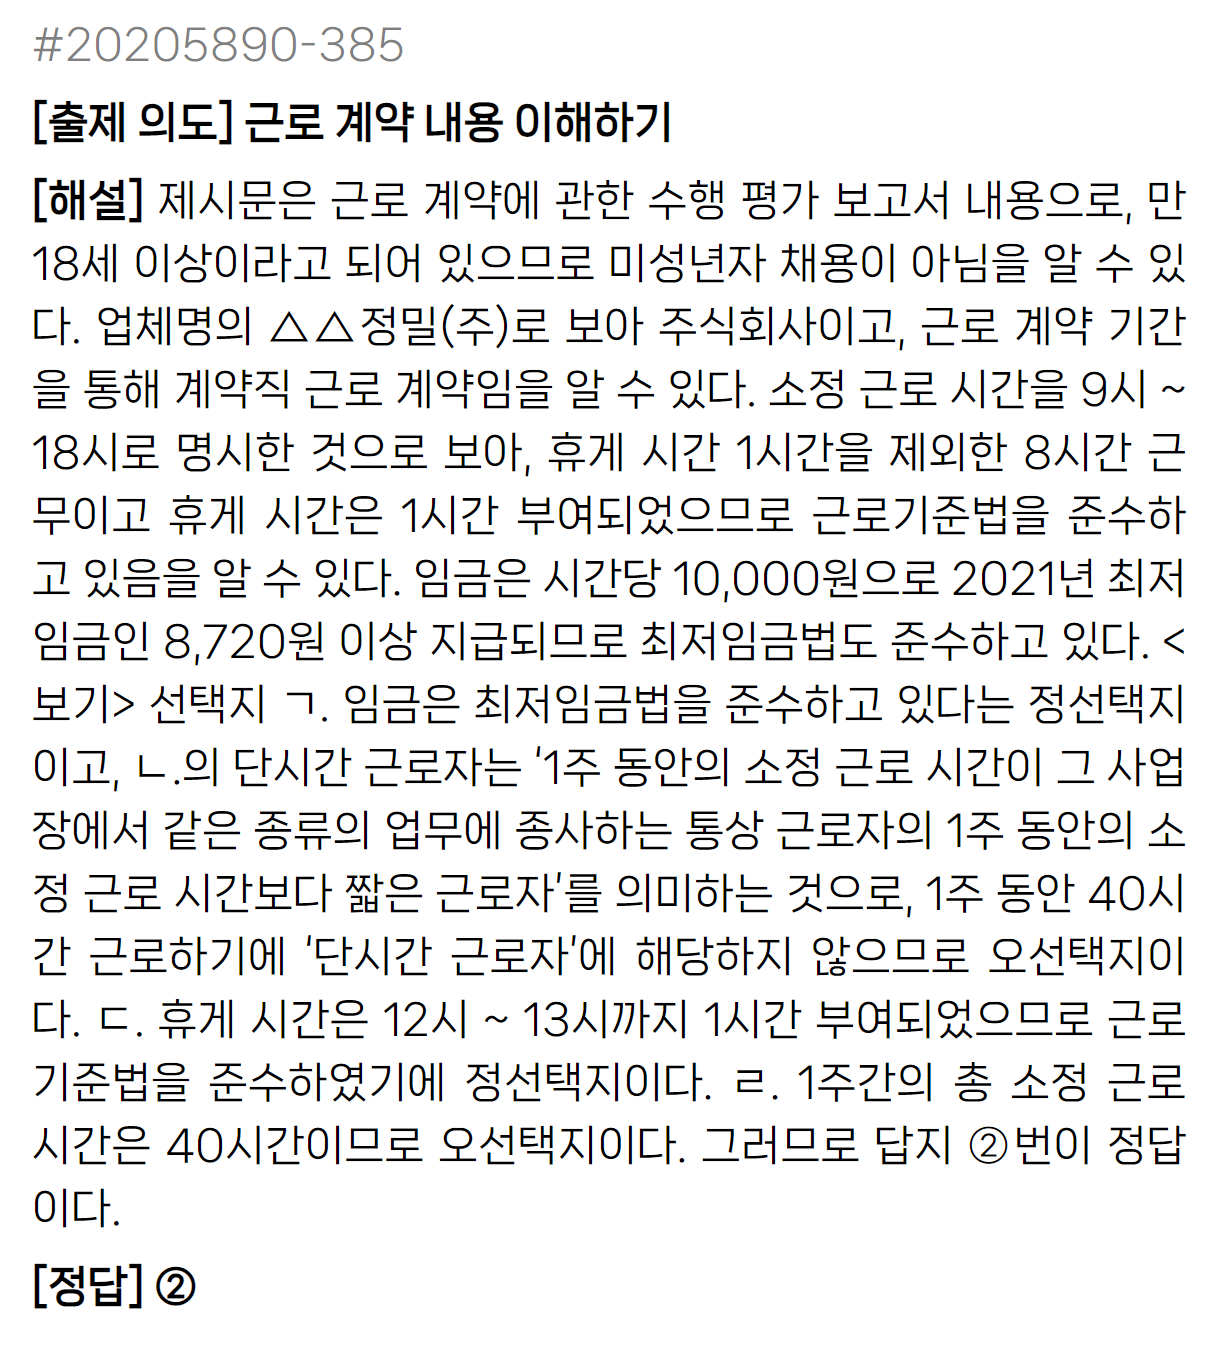 #20205890-385
[출제 의도] 근로 계약 내용 이해하기
[해설] 제시문은 근로 계약에 관한 수행 평가 보고서 내용으로, 만
18세 이상이라고 되어 있으므로 미성년자 채용이 아님을 알 수 있
다. 업체명의 △△정밀(주)로 보아 주식회사이고, 근로 계약 기간
을 통해 계약직 근로 계약임을 알 수 있다. 소정 근로 시간을 9시 ~
18시로 명시한 것으로 보아, 휴게 시간 1시간을 제외한 8시간 근
무이고 휴게 시간은 1시간 부여되었으므로 근로기준법을 준수하
고 있음을 알 수 있다. 임금은 시간당 10,000원으로 2021년 최저
임금인 8,720원 이상 지급되므로 최저임금법도 준수하고 있다. <
보기> 선택지 ㄱ. 임금은 최저임금법을 준수하고 있다는 정선택지
이고, ㄴ.의 단시간 근로자는 '1주 동안의 소정 근로 시간이 그 사업
장에서 같은 종류의 업무에 종사하는 통상 근로자의 1주 동안의 소
정 근로 시간보다 짧은 근로자'를 의미하는 것으로, 1주 동안 40시
간 근로하기에 '단시간 근로자'에 해당하지 않으므로 오선택지이
다. ㄷ. 휴게 시간은 12시 ~ 13시까지 1시간 부여되었으므로 근로
기준법을 준수하였기에 정선택지이다. ㄹ. 1주간의 총 소정 근로
시간은 40시간이므로 오선택지이다. 그러므로 답지 ②번이 정답
이다.
[정답] ②